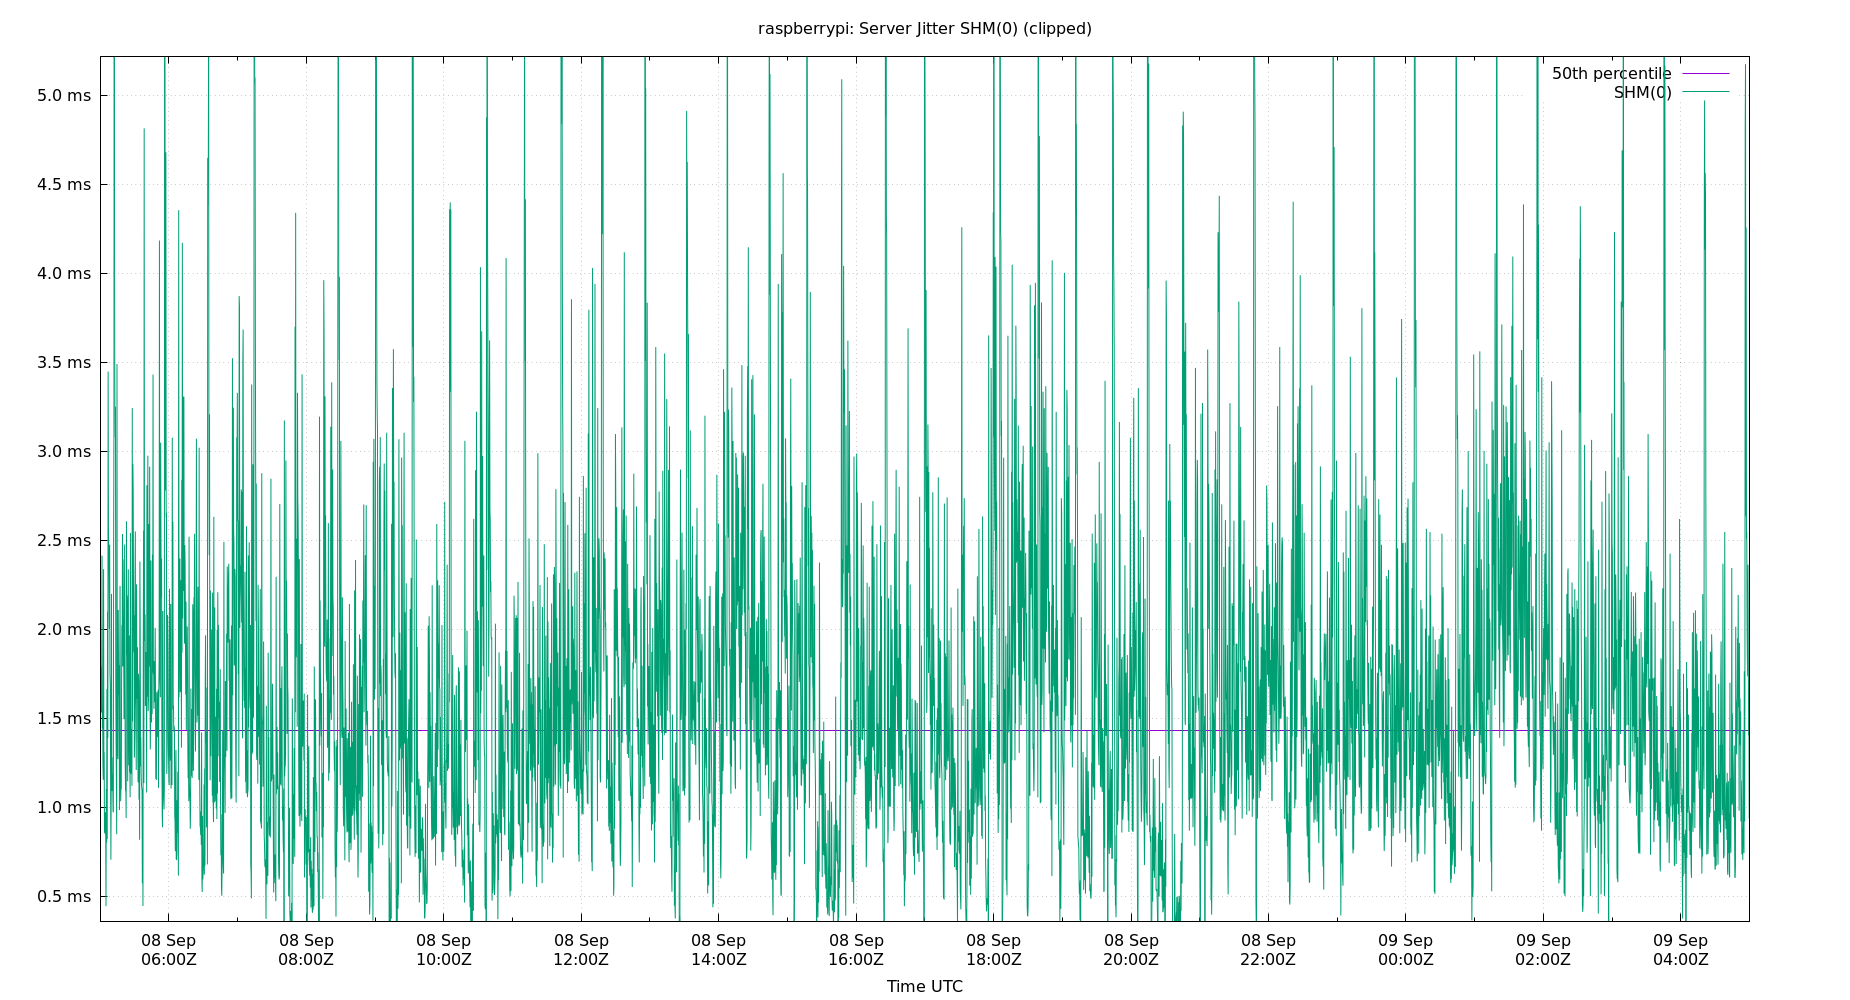 raspberrypi: Server Jitter SHM(0) (clipped)
50th percentile
SHM(0)
5.0 ms
4.5 ms
4.0 ms
3.5 ms
3.0 ms
2.5 ms
2.0 ms
1.5 ms
1.0 ms
0.5 ms
08 Sep 08 Sep 08 Sep 08 Sep 08 Sep 08 Sep 08 Sep 08 Sep 08 Sep 09 Sep 09 Sep 09 Sep
06:00Z 08:00Z 10:00Z 12:00Z 14:00Z 16:00Z 18:00Z 20:00Z 22:00Z 00:00Z 02:00Z 04:00Z
Time UTC